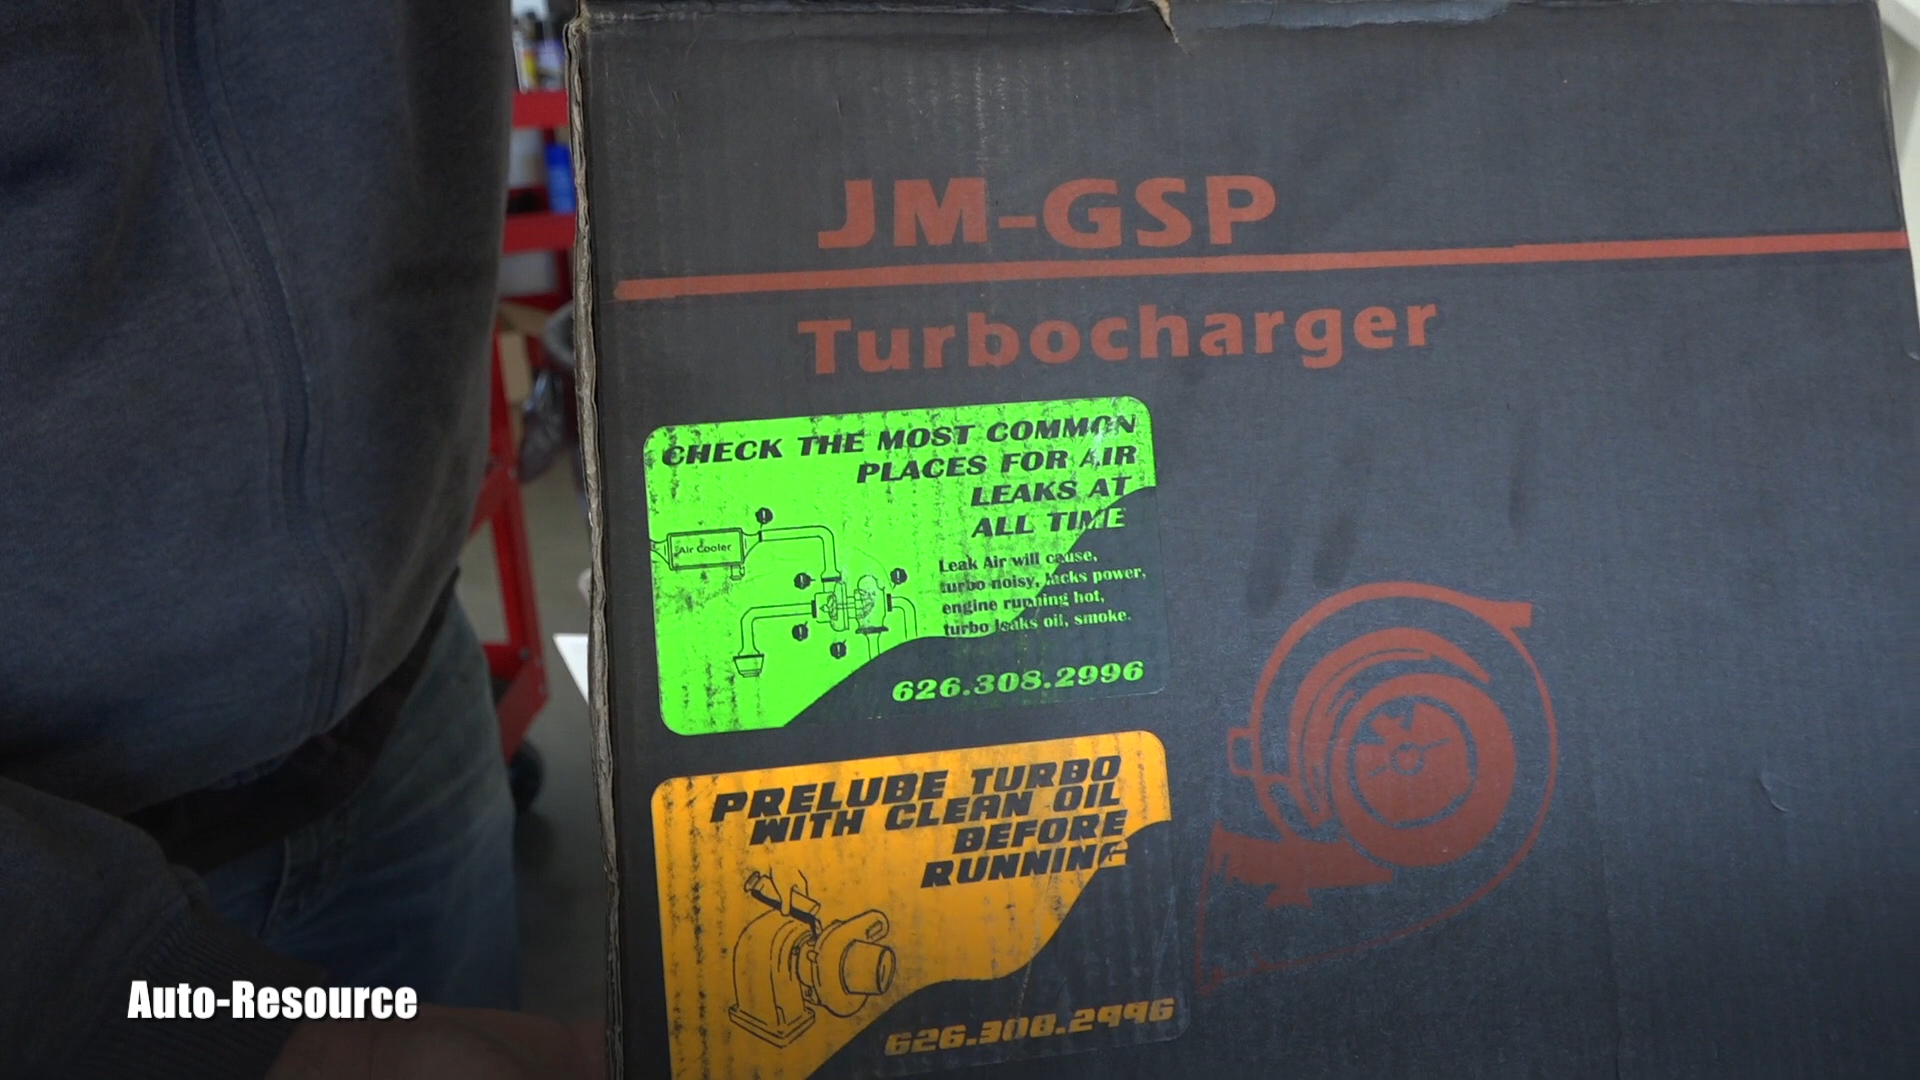 JM-GSP
Turbocharger
CHECK THE MOST COMMON
PLACES FOR AIR
LEAKS AT
ALL TIME
Air Cooler
Leak Air will cause,
turbo noisy, lacks power,
engine running hot,
turbo leaks oil, smoke.
626.308.2996
PRELUBE TURBO
WITH CLEAN OIL
BEFORE
RUNNING
626.308.2996
Auto-Resource